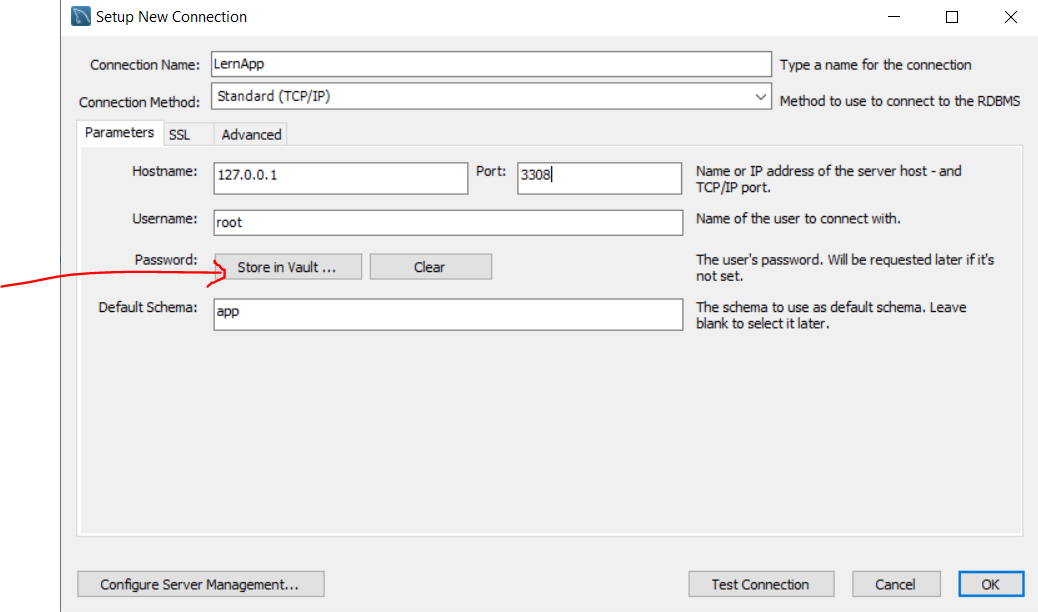 Setup New Connection
Connection Name: LernApp Type a name for the connection
Connection Method: Standard (TCP/IP) Method to use to connect to the RDBMS
Parameters SSL Advanced
Hostname: 127.0.0.1 Port: 3308 Name or IP address of the server host - and
TCP/IP port.
Username: root Name of the user to connect with.
Password: Store in Vault ... Clear The user's password. Will be requested later if it's
not set.
Default Schema: app The schema to use as default schema. Leave
blank to select it later.
Configure Server Management... Test Connection Cancel OK